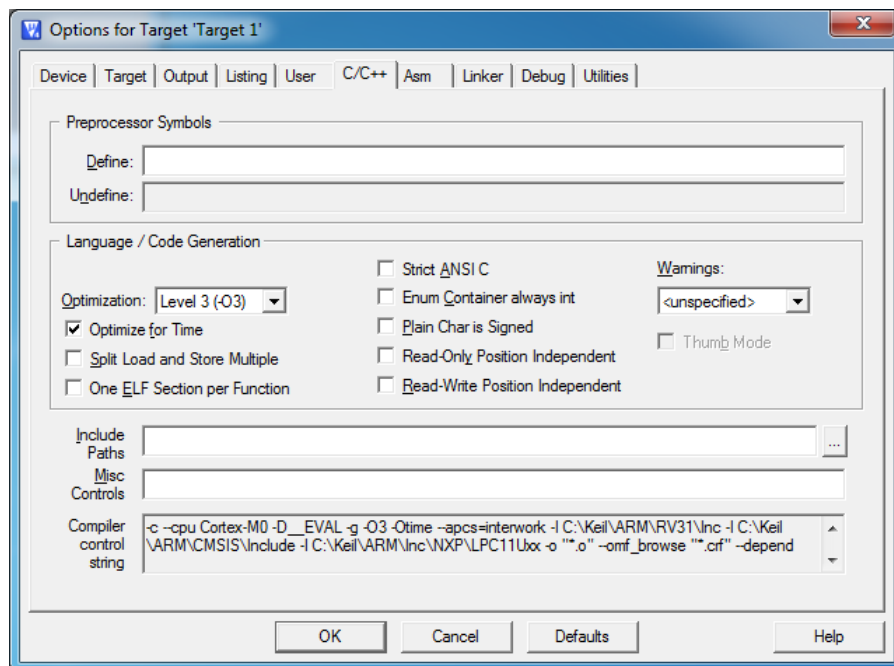 Options for Target 'Target 1'
Device Target Output Listing User C/C++ Asm Linker Debug Utilities
Preprocessor Symbols
Define:
Undefine:
Language / Code Generation
Strict ANSI C
Warnings:
Optimization: Level 3 (-O3)
Enum Container always int
<unspecified>
Optimize for Time
Plain Char is Signed
Thumb Mode
Split Load and Store Multiple
Read-Only Position Independent
One ELF Section per Function
Read-Write Position Independent
Include
Paths
...
Misc
Controls
Compiler
control
string
-c --cpu Cortex-M0 -D__EVAL -g -O3 -Otime --apcs=interwork -I C:\Keil\ARM\RV31\Inc -I C:\Keil
\ARM\CMSIS\Include -I C:\Keil\ARM\Inc\NXP\LPC11Uxx -o "*.o" --omf_browse "*.crf" --depend
OK Cancel Defaults Help